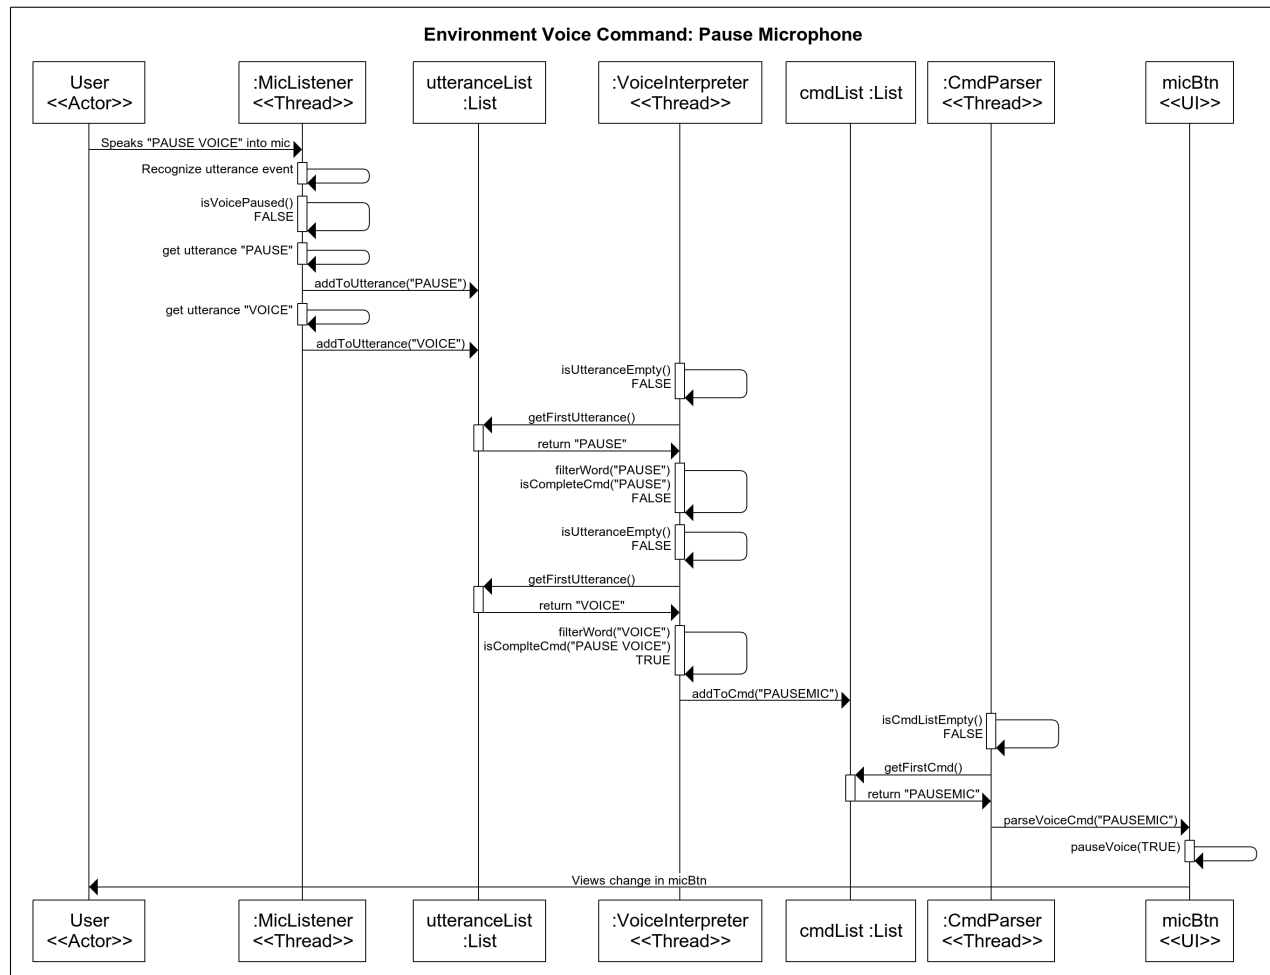 Environment Voice Command: Pause Microphone
User
<<Actor>>
:MicListener
<<Thread>>
utteranceList
:List
:VoiceInterpreter
<<Thread>>
cmdList :List
:CmdParser
<<Thread>>
micBtn
<<UI>>
Speaks "PAUSE VOICE" into mic
Recognize utterance event
isVoicePaused()
FALSE
get utterance "PAUSE"
addToUtterance("PAUSE")
get utterance "VOICE"
addToUtterance("VOICE")
isUtteranceEmpty()
FALSE
getFirstUtterance()
return "PAUSE"
filterWord("PAUSE")
isCompleteCmd("PAUSE")
FALSE
isUtteranceEmpty()
FALSE
getFirstUtterance()
return "VOICE"
filterWord("VOICE")
isComplteCmd("PAUSE VOICE")
TRUE
addToCmd("PAUSEMIC")
isCmdListEmpty()
FALSE
getFirstCmd()
return "PAUSEMIC"
parseVoiceCmd("PAUSEMIC")
pauseVoice(TRUE)
Views change in micBtn
User
<<Actor>>
:MicListener
<<Thread>>
utteranceList
:List
:VoiceInterpreter
<<Thread>>
cmdList :List
:CmdParser
<<Thread>>
micBtn
<<UI>>